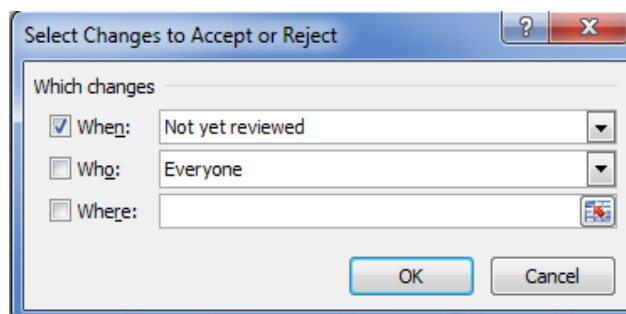 Select Changes to Accept or Reject
?
Which changes
When: Not yet reviewed
Who: Everyone
Where:
OK Cancel